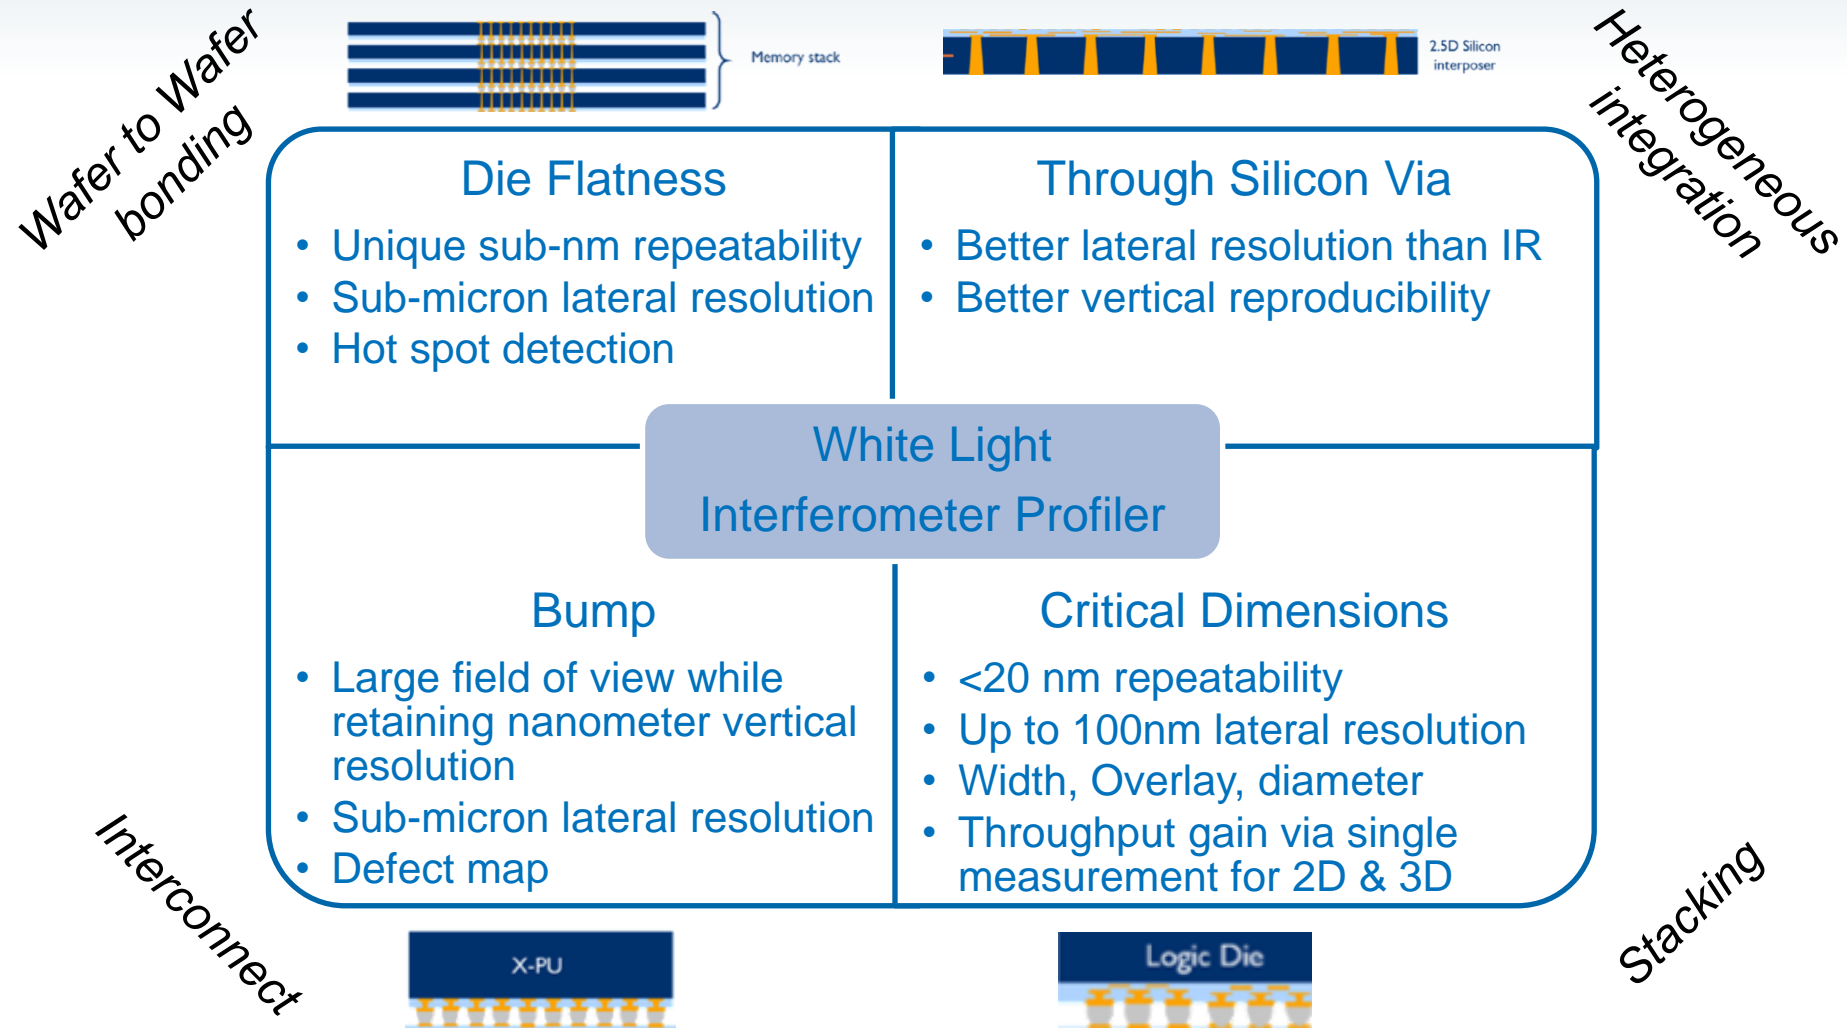 Wafer to Wafer
bonding
Memory stack
2.5D Silicon
interposer
Heterogeneous
integration
Die Flatness
• Unique sub-nm repeatability
• Sub-micron lateral resolution
• Hot spot detection
Through Silicon Via
• Better lateral resolution than IR
• Better vertical reproducibility
White Light
Interferometer Profiler
Bump
• Large field of view while
retaining nanometer vertical
resolution
• Sub-micron lateral resolution
• Defect map
Critical Dimensions
• <20 nm repeatability
• Up to 100nm lateral resolution
• Width, Overlay, diameter
• Throughput gain via single
measurement for 2D & 3D
Interconnect
X-PU
Logic Die
Stacking